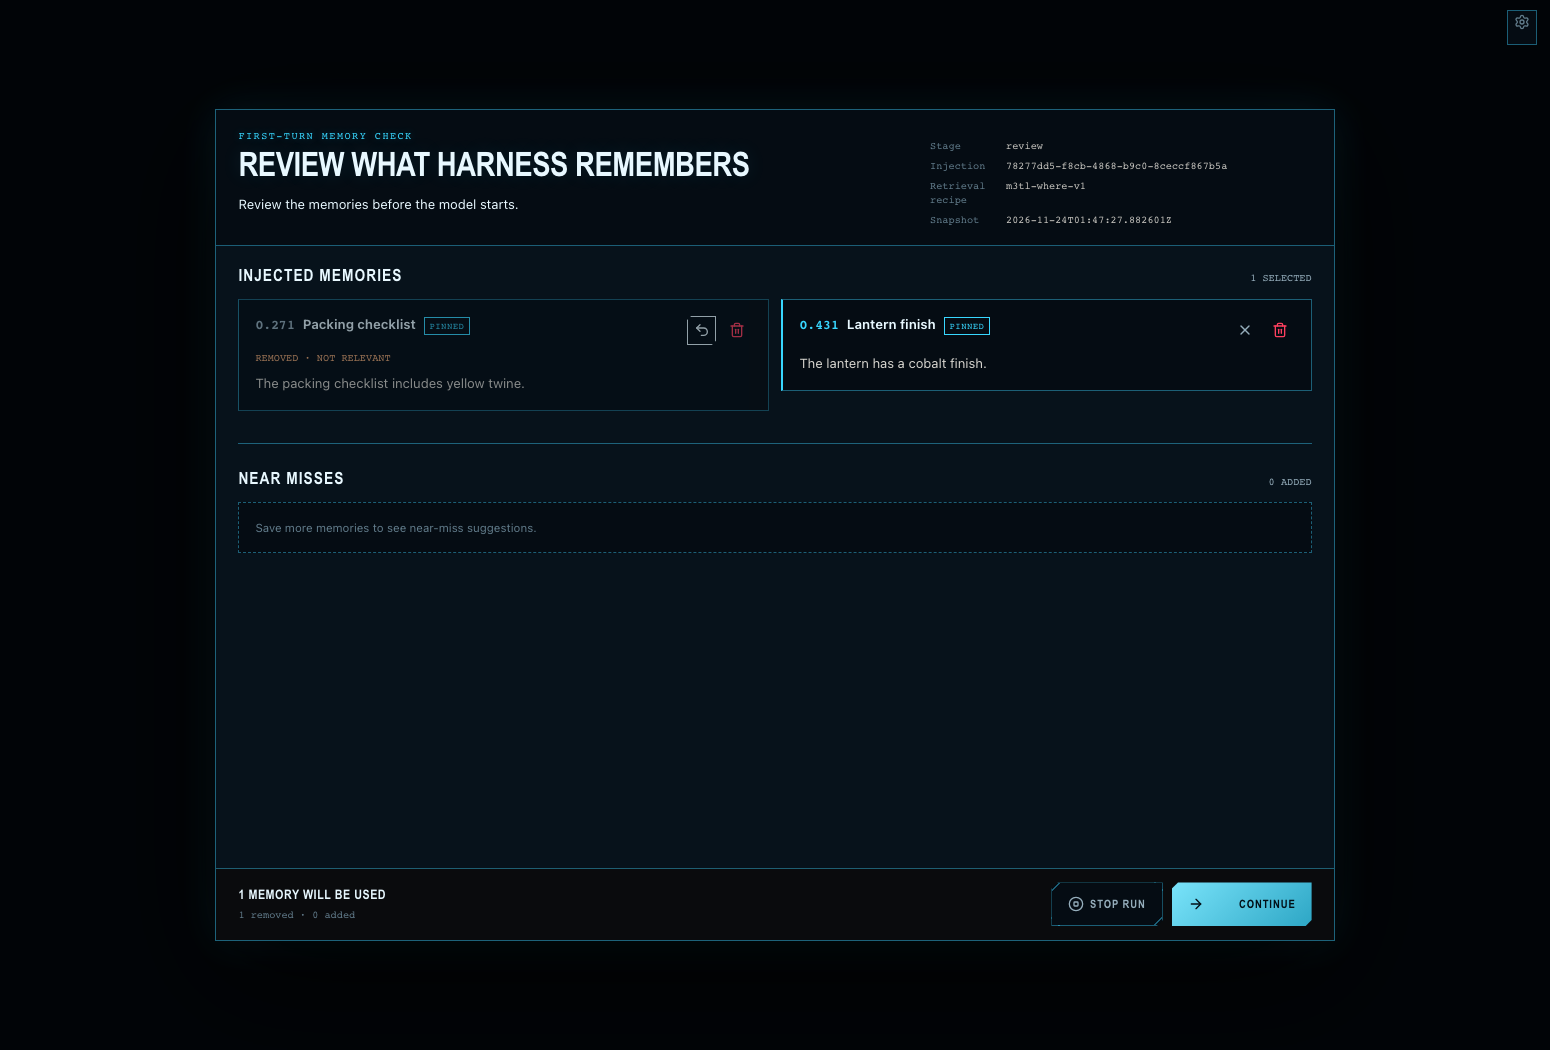 FIRST-TURN MEMORY CHECK
REVIEW WHAT HARNESS REMEMBERS
Review the memories before the model starts.
Stage review
Injection 78277dd5-f8cb-4868-b9c0-8ceccf867b5a
Retrieval recipe m3tl-where-v1
Snapshot 2026-11-24T01:47:27.882601Z
INJECTED MEMORIES
1 SELECTED
0.271 Packing checklist PINNED
REMOVED · NOT RELEVANT
The packing checklist includes yellow twine.
0.431 Lantern finish PINNED
The lantern has a cobalt finish.
NEAR MISSES
0 ADDED
Save more memories to see near-miss suggestions.
1 MEMORY WILL BE USED
1 removed · 0 added
STOP RUN
CONTINUE